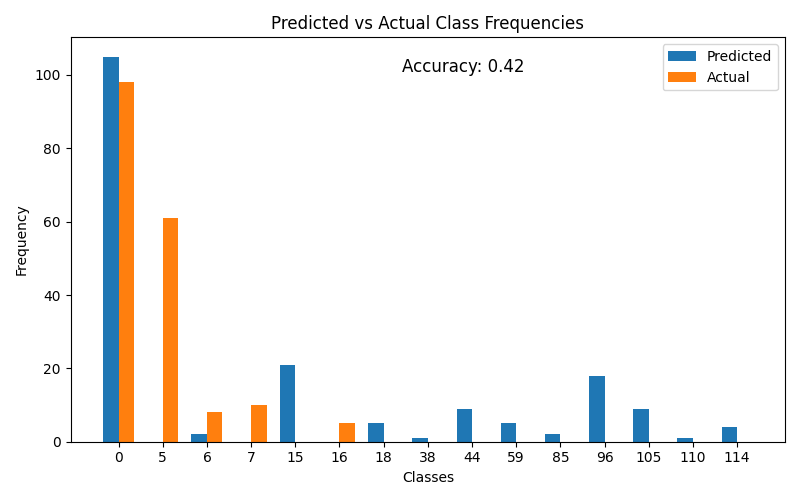 Predicted vs Actual Class Frequencies
Accuracy: 0.42
Predicted
Actual
Frequency
100
80
60
40
20
0
0 5 6 7 15 16 18 38 44 59 85 96 105 110 114
Classes